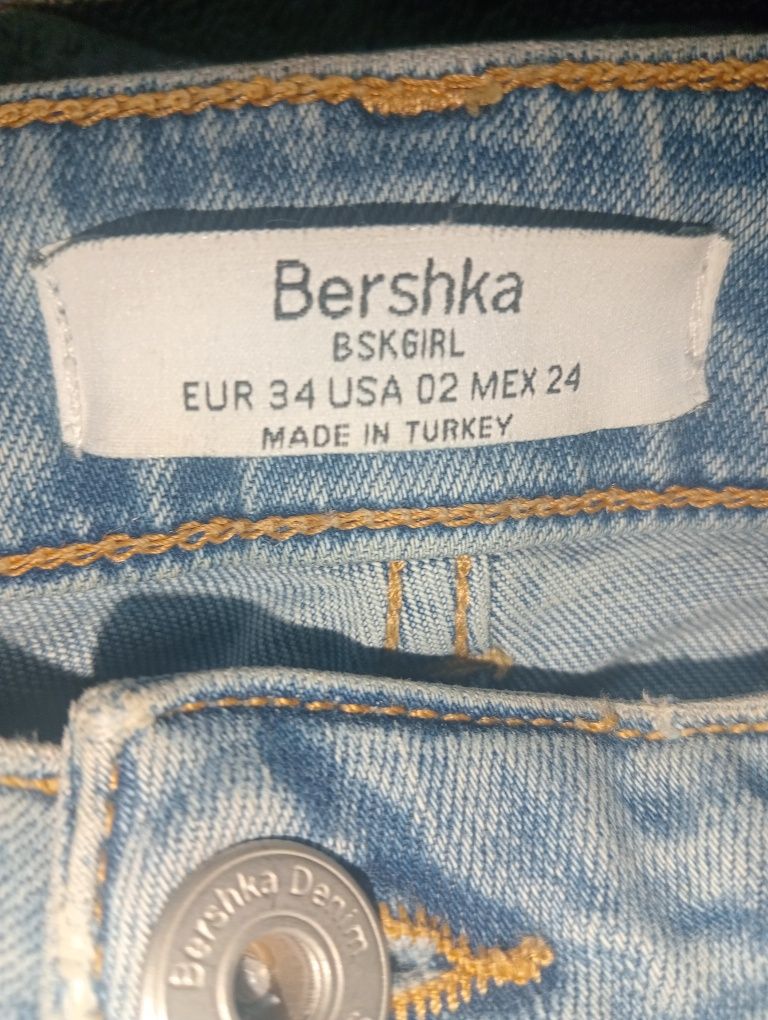 Bershka
BSKGIRL
EUR 34 USA 02 MEX 24
MADE IN TURKEY
Bershka Denim